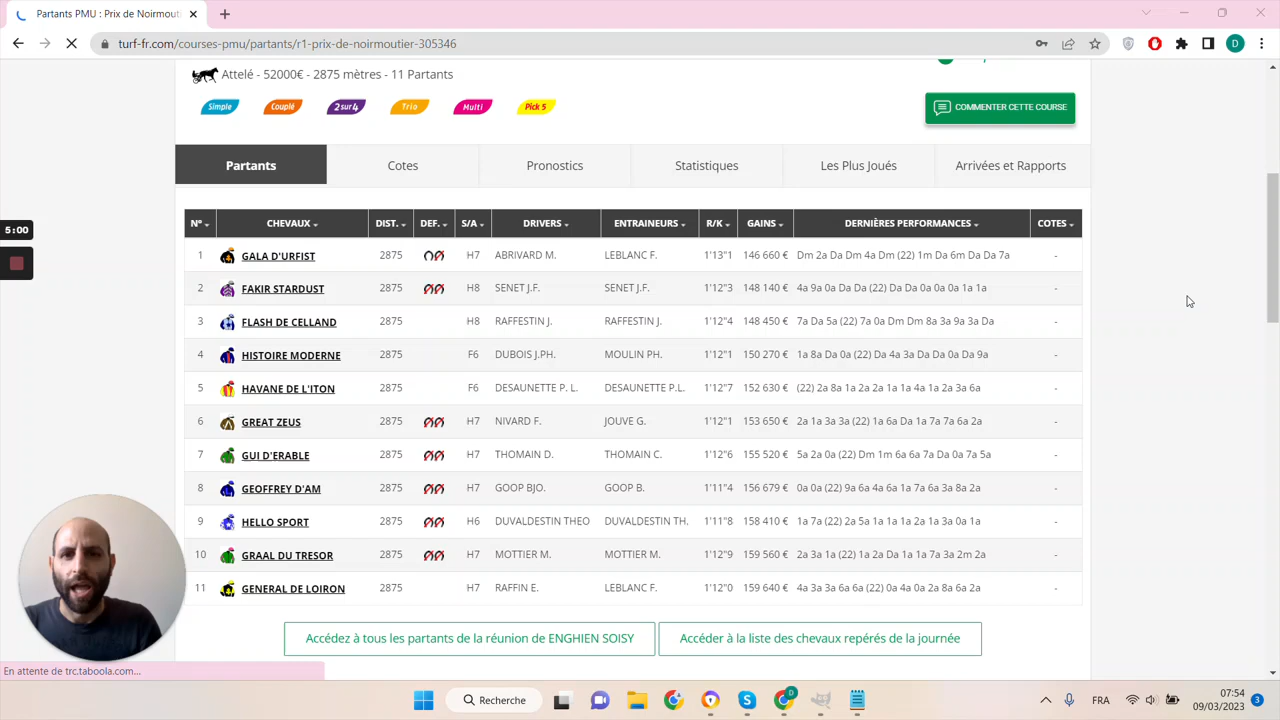 Partants PMU : Prix de Noirmout
turf-fr.com/courses-pmu/partants/r1-prix-de-noirmoutier-305346
Attelé - 52000€ - 2875 mètres - 11 Partants
Simple Couplé 2 sur 4 Trio Multi Pick 5
COMMENTER CETTE COURSE
Partants Cotes Pronostics Statistiques Les Plus Joués Arrivées et Rapports
5:00
N° CHEVAUX DIST. DEF. S/A DRIVERS ENTRAINEURS R/K GAINS DERNIÈRES PERFORMANCES COTES
1 GALA D'URFIST 2875 H7 ABRIVARD M. LEBLANC F. 1'13"1 146 660 € Dm 2a Da Dm 4a Dm (22) 1m Da 6m Da Da 7a -
2 FAKIR STARDUST 2875 H8 SENET J.F. SENET J.F. 1'12"3 148 140 € 4a 9a 0a Da Da (22) Da Da 0a 0a 0a 1a 1a -
3 FLASH DE CELLAND 2875 H8 RAFFESTIN J. RAFFESTIN J. 1'12"4 148 450 € 7a Da 5a (22) 7a 0a Dm Dm 8a 3a 9a 3a Da -
4 HISTOIRE MODERNE 2875 F6 DUBOIS J.PH. MOULIN PH. 1'12"1 150 270 € 1a 8a Da 0a (22) Da 4a 3a Da Da 0a Da 9a -
5 HAVANE DE L'ITON 2875 F6 DESAUNETTE P. L. DESAUNETTE P.L. 1'12"7 152 630 € (22) 2a 8a 1a 2a 2a 1a 1a 4a 1a 2a 3a 6a -
6 GREAT ZEUS 2875 H7 NIVARD F. JOUVE G. 1'12"1 153 650 € 2a 1a 3a 3a (22) 1a 6a Da 1a 7a 7a 6a 2a -
7 GUI D'ERABLE 2875 H7 THOMAIN D. THOMAIN C. 1'12"6 155 520 € 5a 2a 0a (22) Dm 1m 6a 6a 7a Da 0a 7a 5a -
8 GEOFFREY D'AM 2875 H7 GOOP BJO. GOOP B. 1'11"4 156 679 € 0a 0a (22) 9a 6a 4a 6a 1a 7a 6a 3a 8a 2a -
9 HELLO SPORT 2875 H6 DUVALDESTIN THEO DUVALDESTIN TH. 1'11"8 158 410 € 1a 7a (22) 2a 5a 1a 1a 1a 2a 1a 3a 0a 1a -
10 GRAAL DU TRESOR 2875 H7 MOTTIER M. MOTTIER M. 1'12"9 159 560 € 2a 3a 1a (22) 1a 2a Da 1a 1a 7a 3a 2m 2a -
11 GENERAL DE LOIRON 2875 H7 RAFFIN E. LEBLANC F. 1'12"0 159 640 € 4a 3a 3a 6a 6a (22) 0a 4a 0a 2a 8a 6a 2a -
Accédez à tous les partants de la réunion de ENGHIEN SOISY Accéder à la liste des chevaux repérés de la journée
En attente de trc.taboola.com...
Recherche FRA 07:54
09/03/2023 3